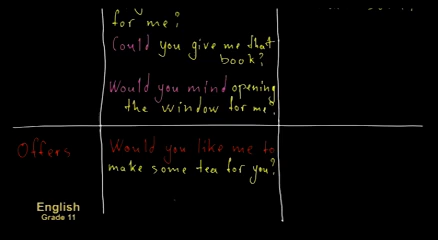 for me?
Could you give me that
book?
Would you mind opening
the window for me?
Offers
Would you like me to
make some tea for you?
English
Grade 11